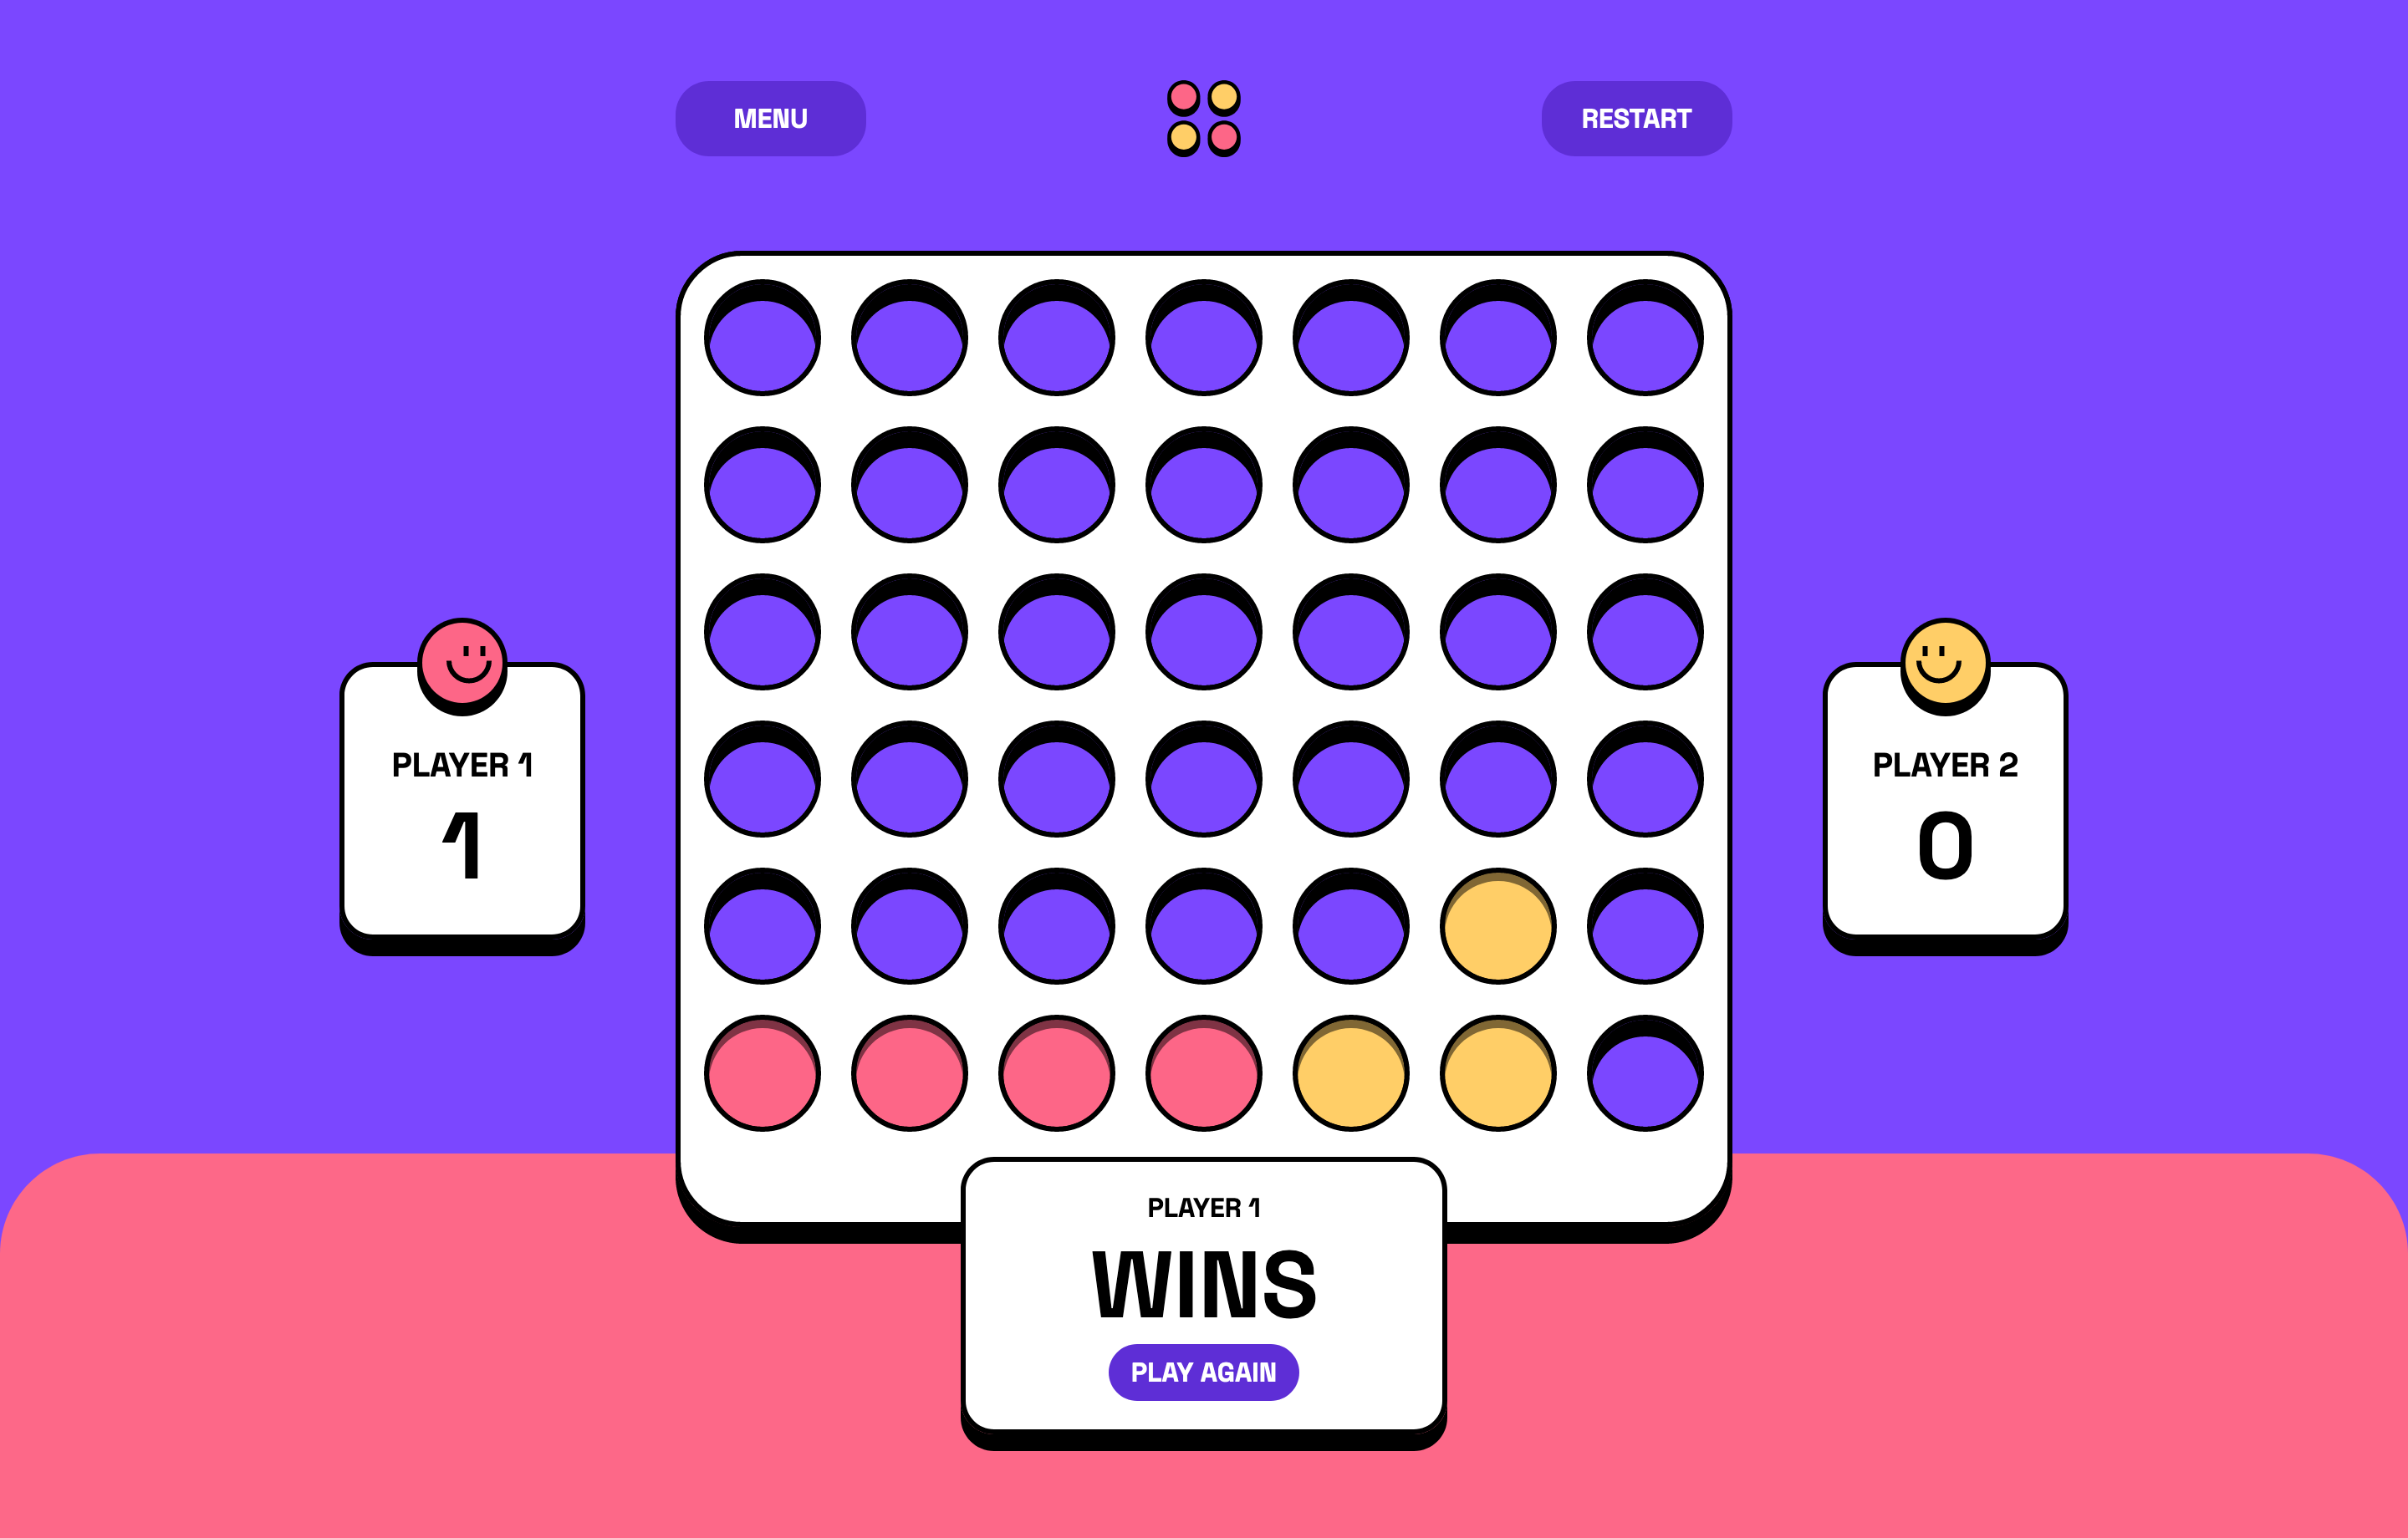 MENU
RESTART
PLAYER 1
1
PLAYER 2
0
PLAYER 1
WINS
PLAY AGAIN